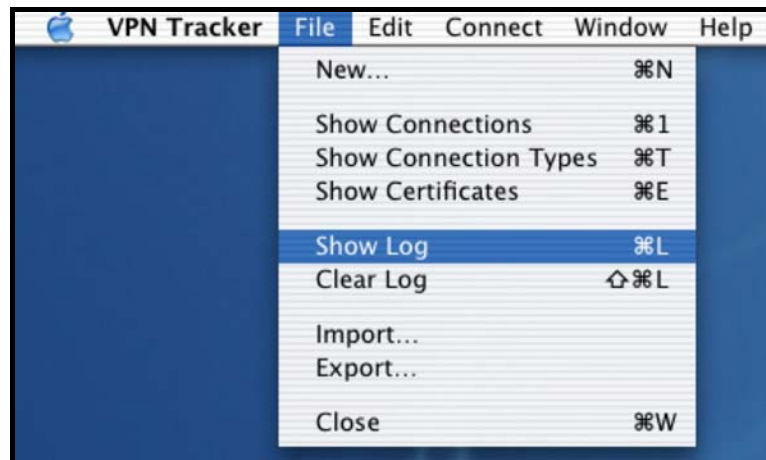 VPN Tracker File Edit Connect Window Help
New... ⌘N
Show Connections ⌘1
Show Connection Types ⌘T
Show Certificates ⌘E
Show Log ⌘L
Clear Log ⇧⌘L
Import...
Export...
Close ⌘W